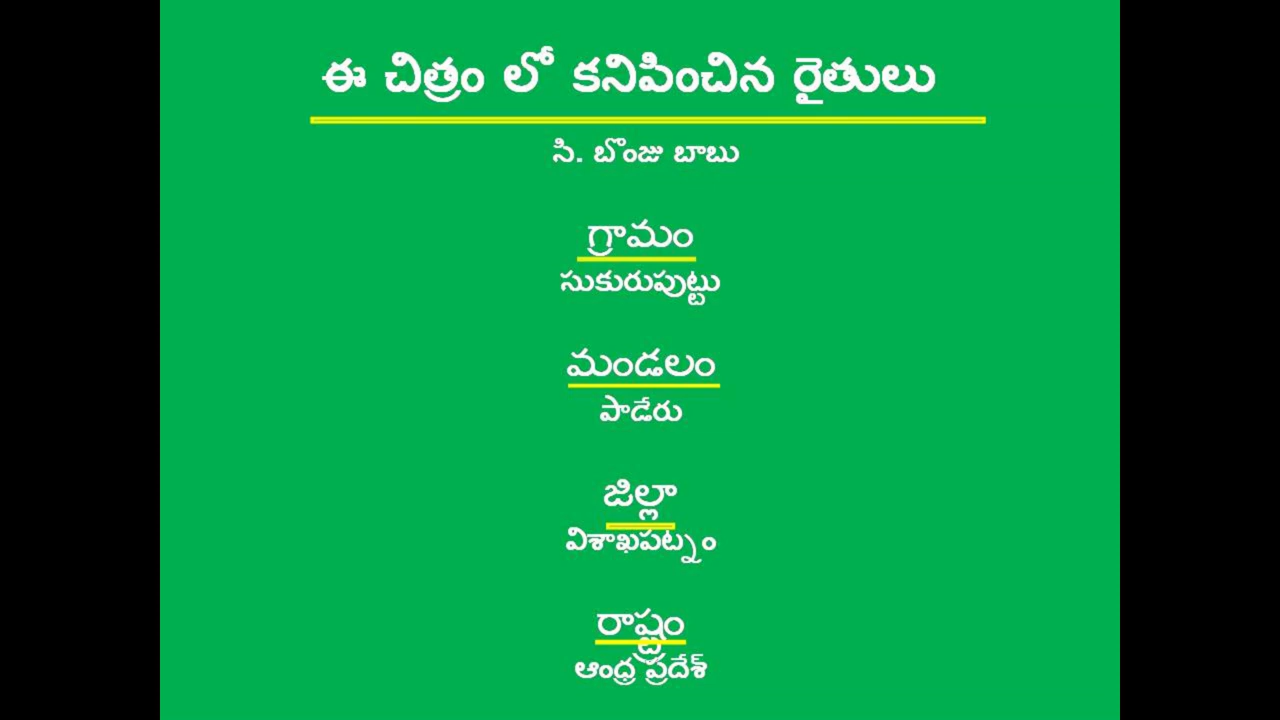 ఈ చిత్రం లో కనిపించిన రైతులు
సి. బొంజు బాబు
గ్రామం
సుకురుపుట్టు
మండలం
పాడేరు
జిల్లా
విశాఖపట్నం
రాష్ట్రం
ఆంధ్ర ప్రదేశ్